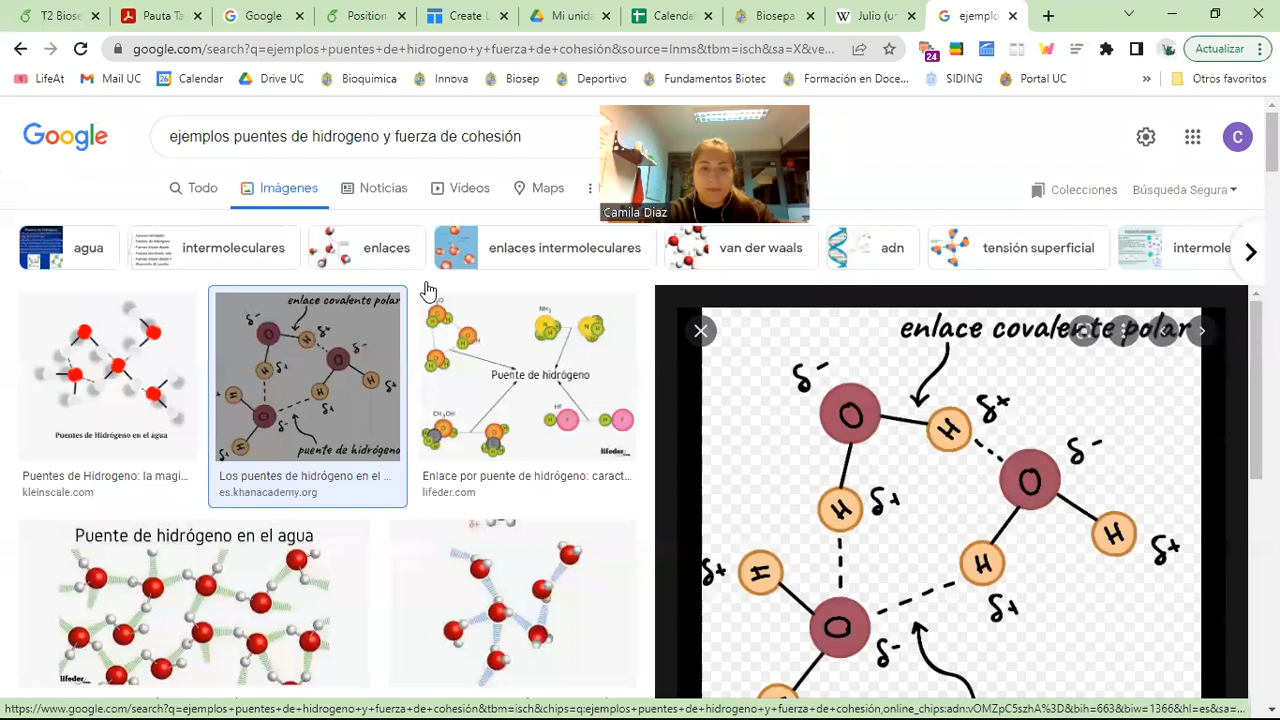 T2 Biose
Pulm Ta
Google
Posnion
Create L
Mi unida
Calenda
Biosepa
Julio (u
ejemplo
google.com/search?q=ejemplos+puentes+de+hidrogeno+y+fuerza+de+cohesión&source=lnms&tbm=isch&sa=X&ve...
24
Actualizar
LifeAt
Mail UC
26
Calendar
Drive UC
Bioquimica
Innova
Biosep
Deportivo
Fundamentos Biotec
Formación en Doce...
SIDING
Portal UC
»
Otros favoritos
Google
ejemplos puentes de hidrogeno y fuerza de cohesión
C
Camila Diaz
Todo
Imágenes
Noticias
Vídeos
Maps
Colecciones
Búsqueda Segura
agua
intermoleculares
enlaces
intermoleculares
van der waals
adn
tensión superficial
intermole
Puentes de Hidrógeno en el agua
enlace covalente polar
puente de hidrógeno
Puente de hidrógeno
lifeder.com
Puentes de Hidrogeno: la magi...
kleinscale.com
Los puentes de hidrógeno en el ...
es.khanacademy.org
Enlace por puente de hidrógeno: caract...
lifeder.com
Puente de hidrógeno en el agua
lifeder.com
enlace covalente polar
δ-
O
H
δ+
δ-
O
H
δ+
H
δ+
δ+
H
H
δ+
O
δ-
https://www.google.com/search?q=ejemplos+puentes+de+hidrogeno+y+fuerza+de+cohesión&tbm=isch&chips=q:ejemplos+puentes+de+hidrogeno+y+fuerza+de+cohesión,online_chips:adn:vOMZpC5szhA%3D&bih=663&biw=1366&hl=es&sa=...